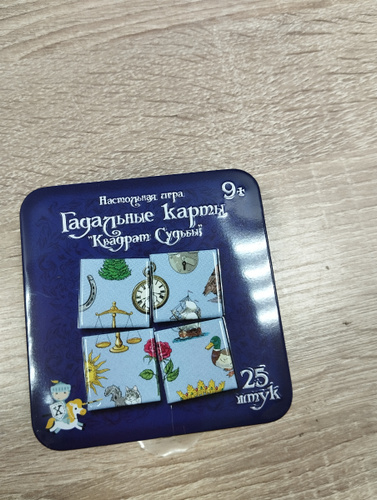 Настольная игра
9+
Гадальные карты
"Квадрат Судьбы"
25
штук